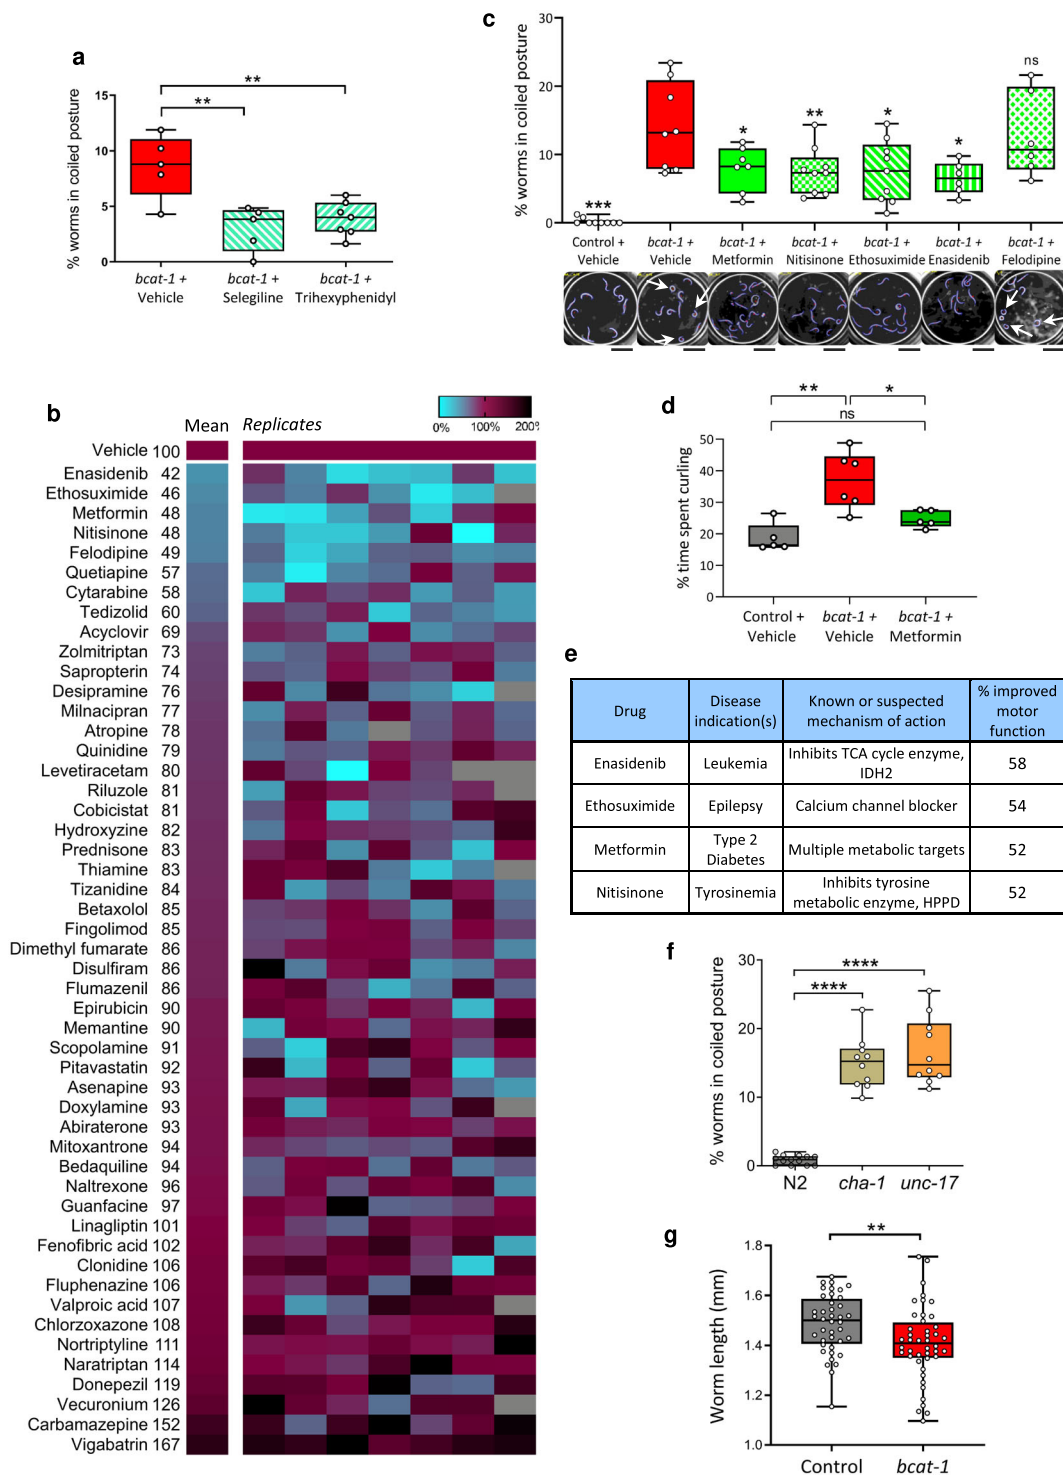 a
% worms in coiled posture
15
10
5
0
**
**
bcat-1 +
Vehicle
bcat-1 +
Selegiline
bcat-1 +
Trihexyphenidyl
b
Mean
Replicates
0%
100%
200%
Vehicle 100
Enasidenib 42
Ethosuximide 46
Metformin 48
Nitisinone 48
Felodipine 49
Quetiapine 57
Cytarabine 58
Tedizolid 60
Acyclovir 69
Zolmitriptan 73
Sapropterin 74
Desipramine 76
Milnacipran 77
Atropine 78
Quinidine 79
Levetiracetam 80
Riluzole 81
Cobicistat 81
Hydroxyzine 82
Prednisone 83
Thiamine 83
Tizanidine 84
Betaxolol 85
Fingolimod 85
Dimethyl fumarate 86
Disulfiram 86
Flumazenil 86
Epirubicin 90
Memantine 90
Scopolamine 91
Pitavastatin 92
Asenapine 93
Doxylamine 93
Abiraterone 93
Mitoxantrone 94
Bedaquiline 94
Naltrexone 96
Guanfacine 97
Linagliptin 101
Fenofibric acid 102
Clonidine 106
Fluphenazine 106
Valproic acid 107
Chlorzoxazone 108
Nortriptyline 111
Naratriptan 114
Donepezil 119
Vecuronium 126
Carbamazepine 152
Vigabatrin 167
c
% worms in coiled posture
30
20
10
0
***
*
**
*
*
ns
Control +
Vehicle
bcat-1 +
Vehicle
bcat-1 +
Metformin
bcat-1 +
Nitisinone
bcat-1 +
Ethosuximide
bcat-1 +
Enasidenib
bcat-1 +
Felodipine
d
% time spent curling
50
40
30
20
10
0
**
*
ns
Control +
Vehicle
bcat-1 +
Vehicle
bcat-1 +
Metformin
e
Drug
Disease
indication(s)
Known or suspected
mechanism of action
% improved
motor
function
Enasidenib
Leukemia
Inhibits TCA cycle enzyme,
IDH2
58
Ethosuximide
Epilepsy
Calcium channel blocker
54
Metformin
Type 2
Diabetes
Multiple metabolic targets
52
Nitisinone
Tyrosinemia
Inhibits tyrosine
metabolic enzyme, HPPD
52
f
% worms in coiled posture
30
20
10
0
****
****
N2
cha-1
unc-17
g
Worm length (mm)
1.8
1.6
1.4
1.2
1.0
**
Control
bcat-1